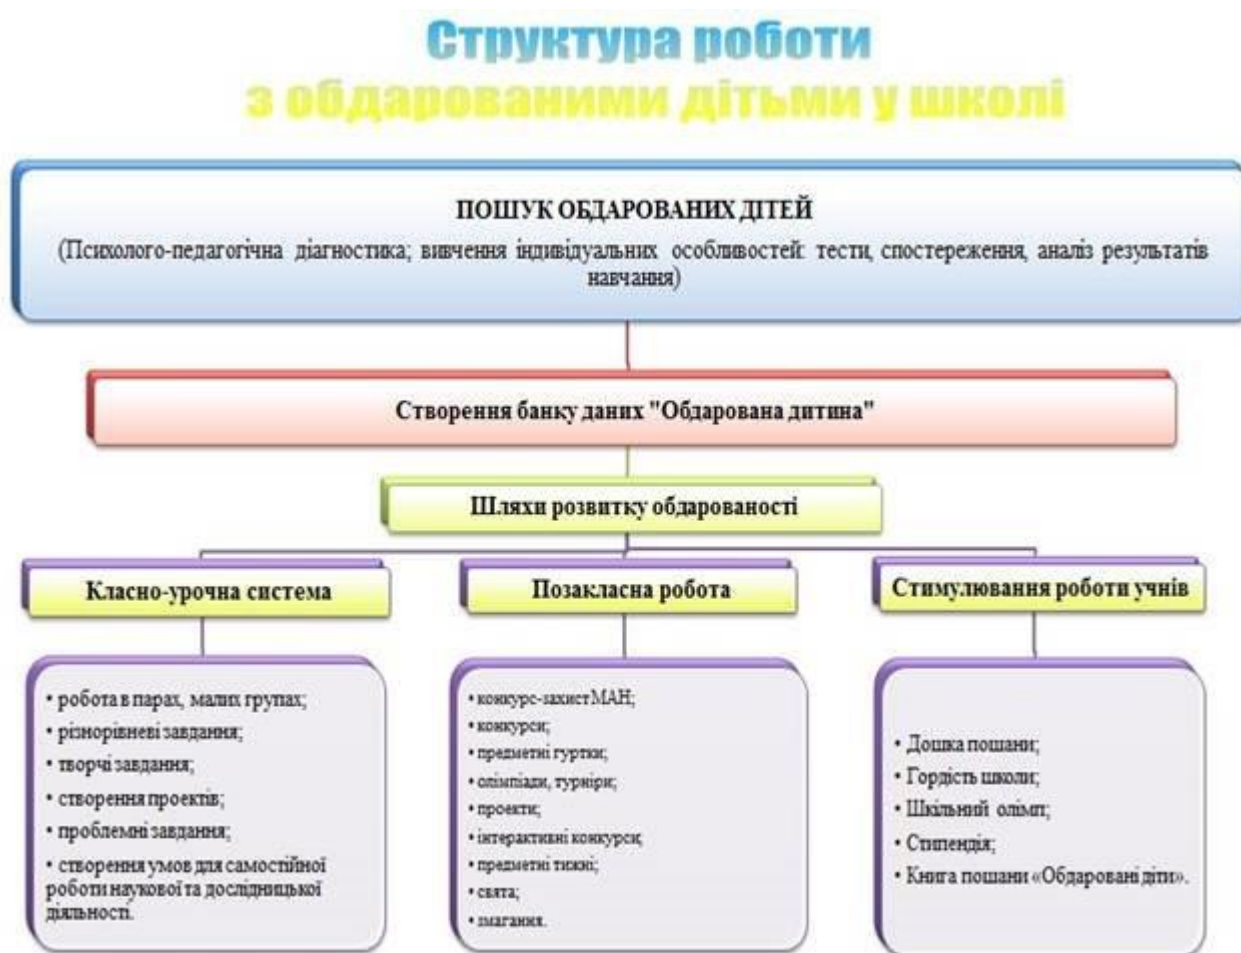 Структура роботи
з обдарованими дітьми у школі
ПОШУК ОБДАРОВАНИХ ДІТЕЙ
(Психолого-педагогічна діагностика; вивчення індивідуальних особливостей: тести, спостереження, аналіз результатів
навчання)
Створення банку даних "Обдарована дитина"
Шляхи розвитку обдарованості
Класно-урочна система
• робота в парах, малих групах;
• різнорівневі завдання;
• творчі завдання;
• створення проектів;
• проблемні завдання;
• створення умов для самостійної
роботи наукової та дослідницької
діяльності.
Позакласна робота
• конкурс-захист МАН;
• конкурси;
• предметні гуртки;
• олімпіади, турніри;
• проекти;
• інтерактивні конкурси;
• предметні тижні;
• свята;
• змагання.
Стимулювання роботи учнів
• Дошка пошани;
• Гордість школи;
• Шкільний олімп;
• Стипендія;
• Книга пошани «Обдаровані діти».